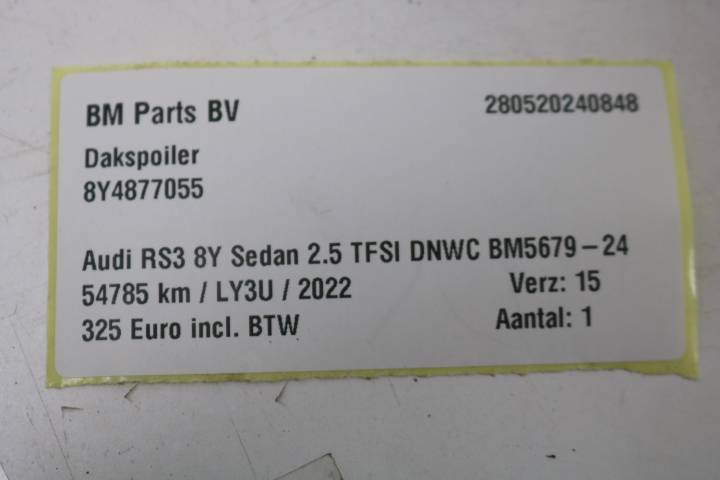 BM Parts BV 280520240848
Dakspoiler
8Y4877055
Audi RS3 8Y Sedan 2.5 TFSI DNWC BM5679-24
54785 km / LY3U / 2022 Verz: 15
325 Euro incl. BTW Aantal: 1